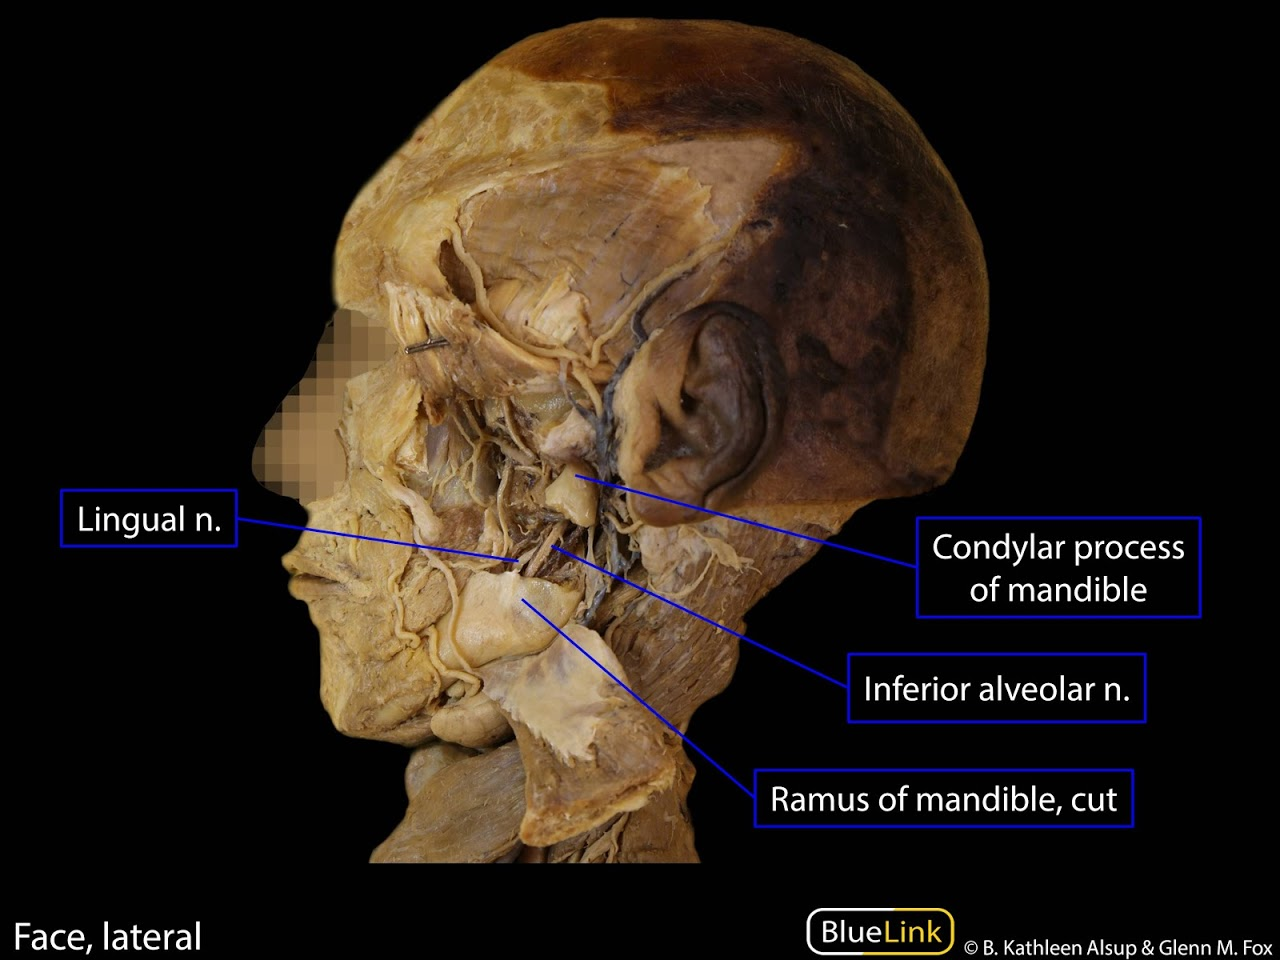 Lingual n.
Condylar process
of mandible
Inferior alveolar n.
Ramus of mandible, cut
Face, lateral
BlueLink
© B. Kathleen Alsup & Glenn M. Fox